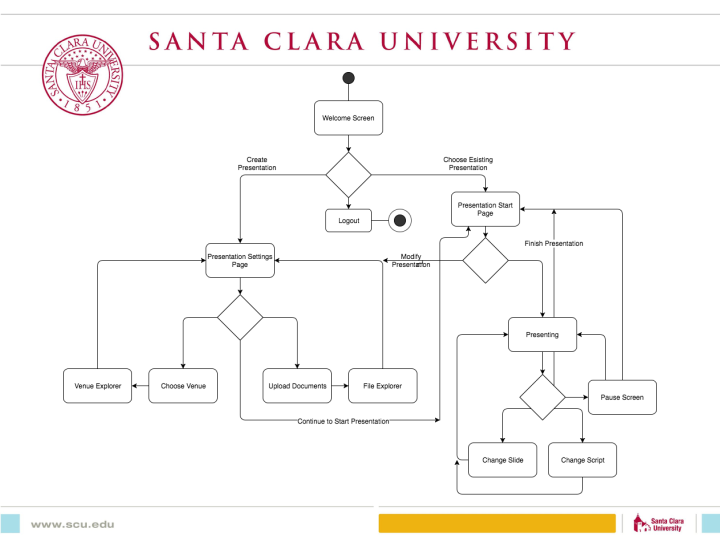 SANTA CLARA UNIVERSITY
SANTA CLARA UNIVERSITY
IHS
1851
Welcome Screen
Create
Presentation
Choose Existing
Presentation
Logout
Presentation Start
Page
Finish Presentation
Presentation Settings
Page
Modify
Presentation
Presenting
Venue Explorer
Choose Venue
Upload Documents
File Explorer
Pause Screen
Continue to Start Presentation
Change Slide
Change Script
www.scu.edu
Santa Clara
University